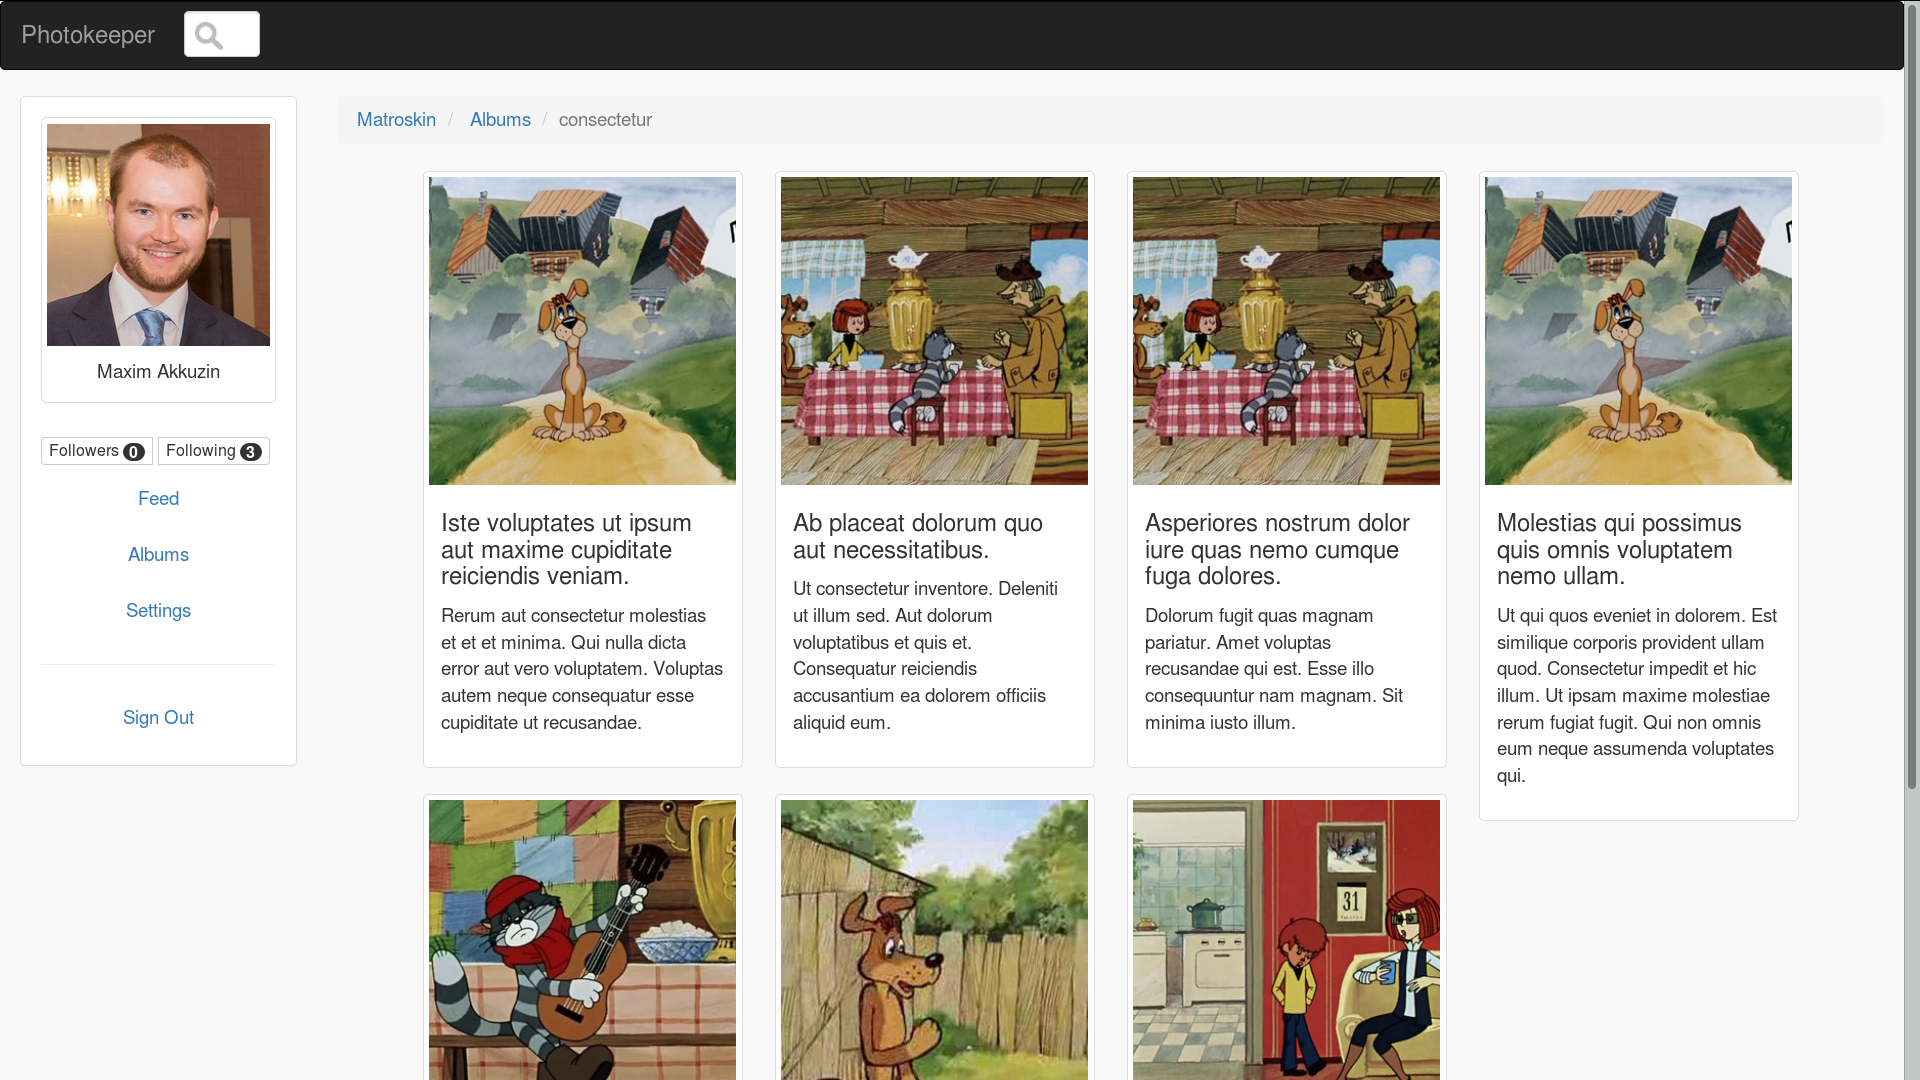 Photokeeper
Matroskin / Albums / consectetur
Maxim Akkuzin
Followers 0 Following 3
Feed
Albums
Settings
Sign Out
Iste voluptates ut ipsum
aut maxime cupiditate
reiciendis veniam.
Rerum aut consectetur molestias
et et et minima. Qui nulla dicta
error aut vero voluptatem. Voluptas
autem neque consequatur esse
cupiditate ut recusandae.
Ab placeat dolorum quo
aut necessitatibus.
Ut consectetur inventore. Deleniti
ut illum sed. Aut dolorum
voluptatibus et quis et.
Consequatur reiciendis
accusantium ea dolorem officiis
aliquid eum.
Asperiores nostrum dolor
iure quas nemo cumque
fuga dolores.
Dolorum fugit quas magnam
pariatur. Amet voluptas
recusandae qui est. Esse illo
consequuntur nam magnam. Sit
minima iusto illum.
Molestias qui possimus
quis omnis voluptatem
nemo ullam.
Ut qui quos eveniet in dolorem. Est
similique corporis provident ullam
quod. Consectetur impedit et hic
illum. Ut ipsam maxime molestiae
rerum fugiat fugit. Qui non omnis
eum neque assumenda voluptates
qui.
31